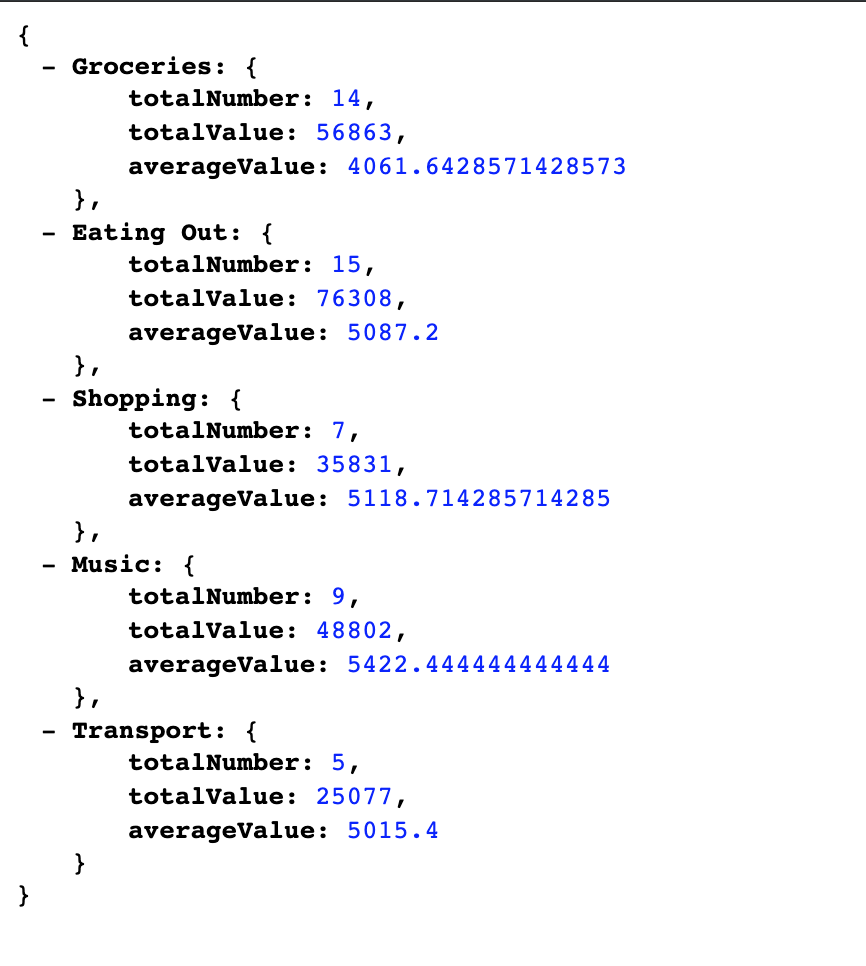 {
  - Groceries: {
        totalNumber: 14,
        totalValue: 56863,
        averageValue: 4061.6428571428573
    },
  - Eating Out: {
        totalNumber: 15,
        totalValue: 76308,
        averageValue: 5087.2
    },
  - Shopping: {
        totalNumber: 7,
        totalValue: 35831,
        averageValue: 5118.714285714285
    },
  - Music: {
        totalNumber: 9,
        totalValue: 48802,
        averageValue: 5422.444444444444
    },
  - Transport: {
        totalNumber: 5,
        totalValue: 25077,
        averageValue: 5015.4
    }
}